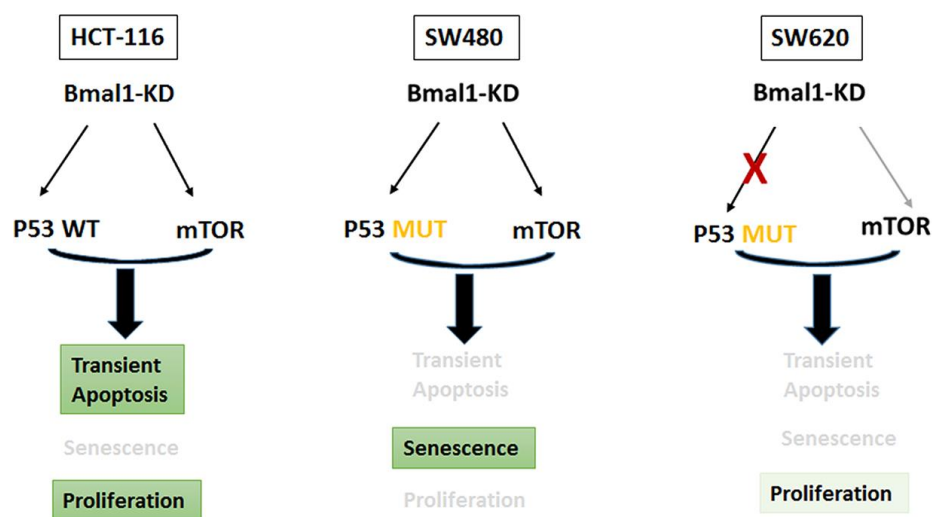 HCT-116
Bmal1-KD
P53 WT
mTOR
Transient
Apoptosis
Senescence
Proliferation
SW480
Bmal1-KD
P53 MUT
mTOR
Transient
Apoptosis
Senescence
Proliferation
SW620
Bmal1-KD
X
P53 MUT
mTOR
Transient
Apoptosis
Senescence
Proliferation